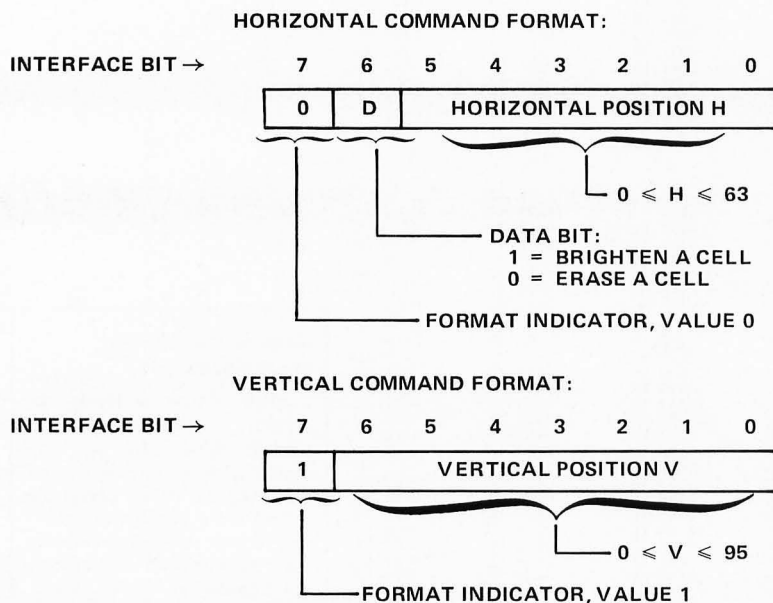 HORIZONTAL COMMAND FORMAT:
INTERFACE BIT → 7 6 5 4 3 2 1 0
0 D HORIZONTAL POSITION H
0 ≤ H ≤ 63
DATA BIT:
1 = BRIGHTEN A CELL
0 = ERASE A CELL
FORMAT INDICATOR, VALUE 0
VERTICAL COMMAND FORMAT:
INTERFACE BIT → 7 6 5 4 3 2 1 0
1 VERTICAL POSITION V
0 ≤ V ≤ 95
FORMAT INDICATOR, VALUE 1